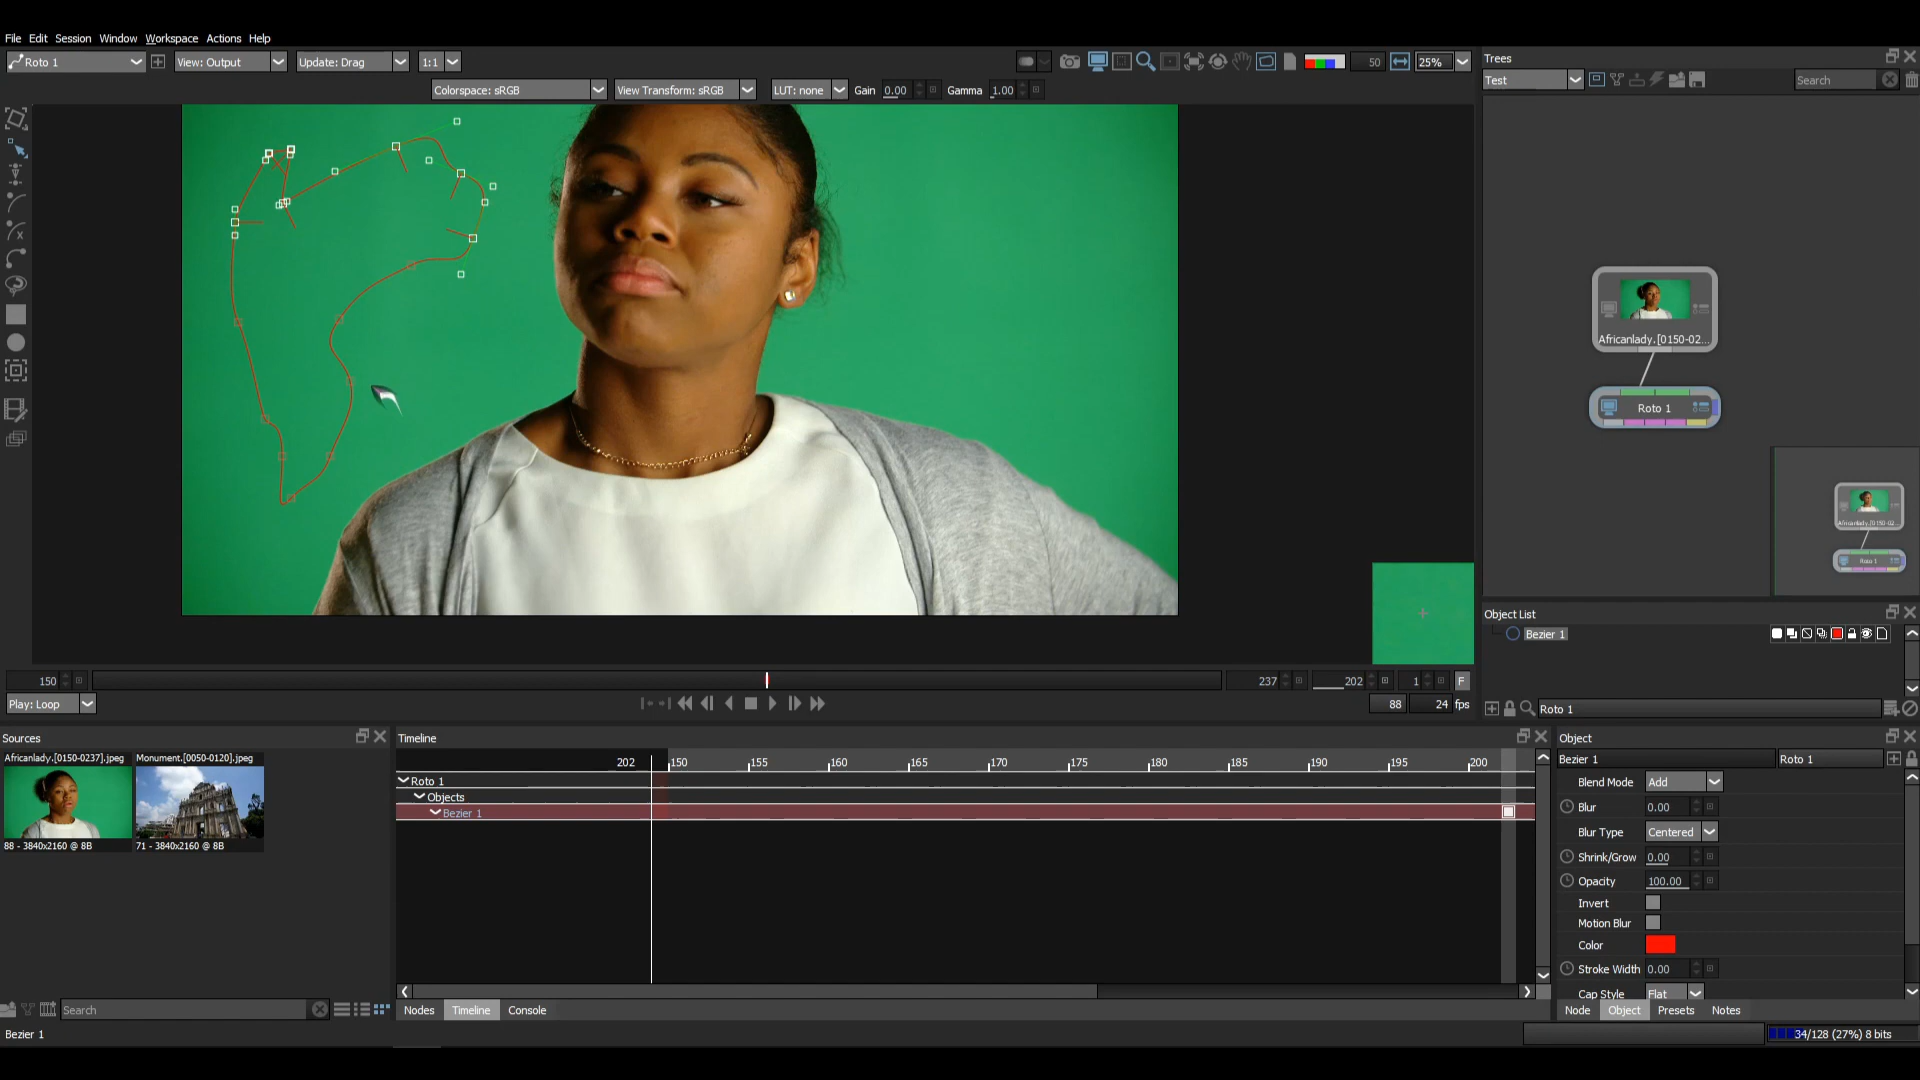 File Edit Session Window Workspace Actions Help
Roto 1 View: Output Update: Drag 1:1 50 25%
Colorspace: sRGB View Transform: sRGB LUT: none Gain 0.00 Gamma 1.00
Trees
Test Search
Africanlady.[0150-02...
Roto 1
Africanlady.[0150-02...
Roto 1
Object List
Bezier 1
Roto 1
150 237 202 1 F
Play: Loop 88 24 fps
Sources
Africanlady.[0150-0237].jpeg Monument.[0050-0120].jpeg
88 - 3840x2160 @ 8B 71 - 3840x2160 @ 8B
Search
Timeline
202 150 155 160 165 170 175 180 185 190 195 200
Roto 1
Objects
Bezier 1
Nodes Timeline Console
Object
Bezier 1 Roto 1
Blend Mode Add
Blur 0.00
Blur Type Centered
Shrink/Grow 0.00
Opacity 100.00
Invert
Motion Blur
Color
Stroke Width 0.00
Cap Style Flat
Node Object Presets Notes
Bezier 1
34/128 (27%) 8 bits